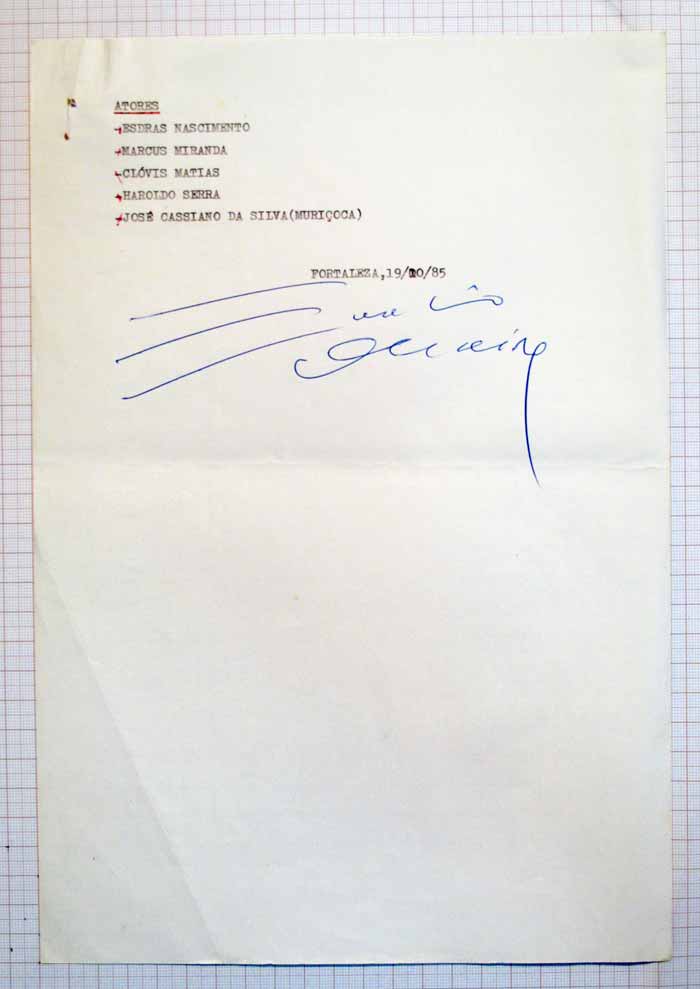 ATORES
ESDRAS NASCIMENTO
MARCUS MIRANDA
CLÓVIS MATIAS
HAROLDO SERRA
JOSÉ CASSIANO DA SILVA(MURIÇOCA)
FORTALEZA,19/10/85